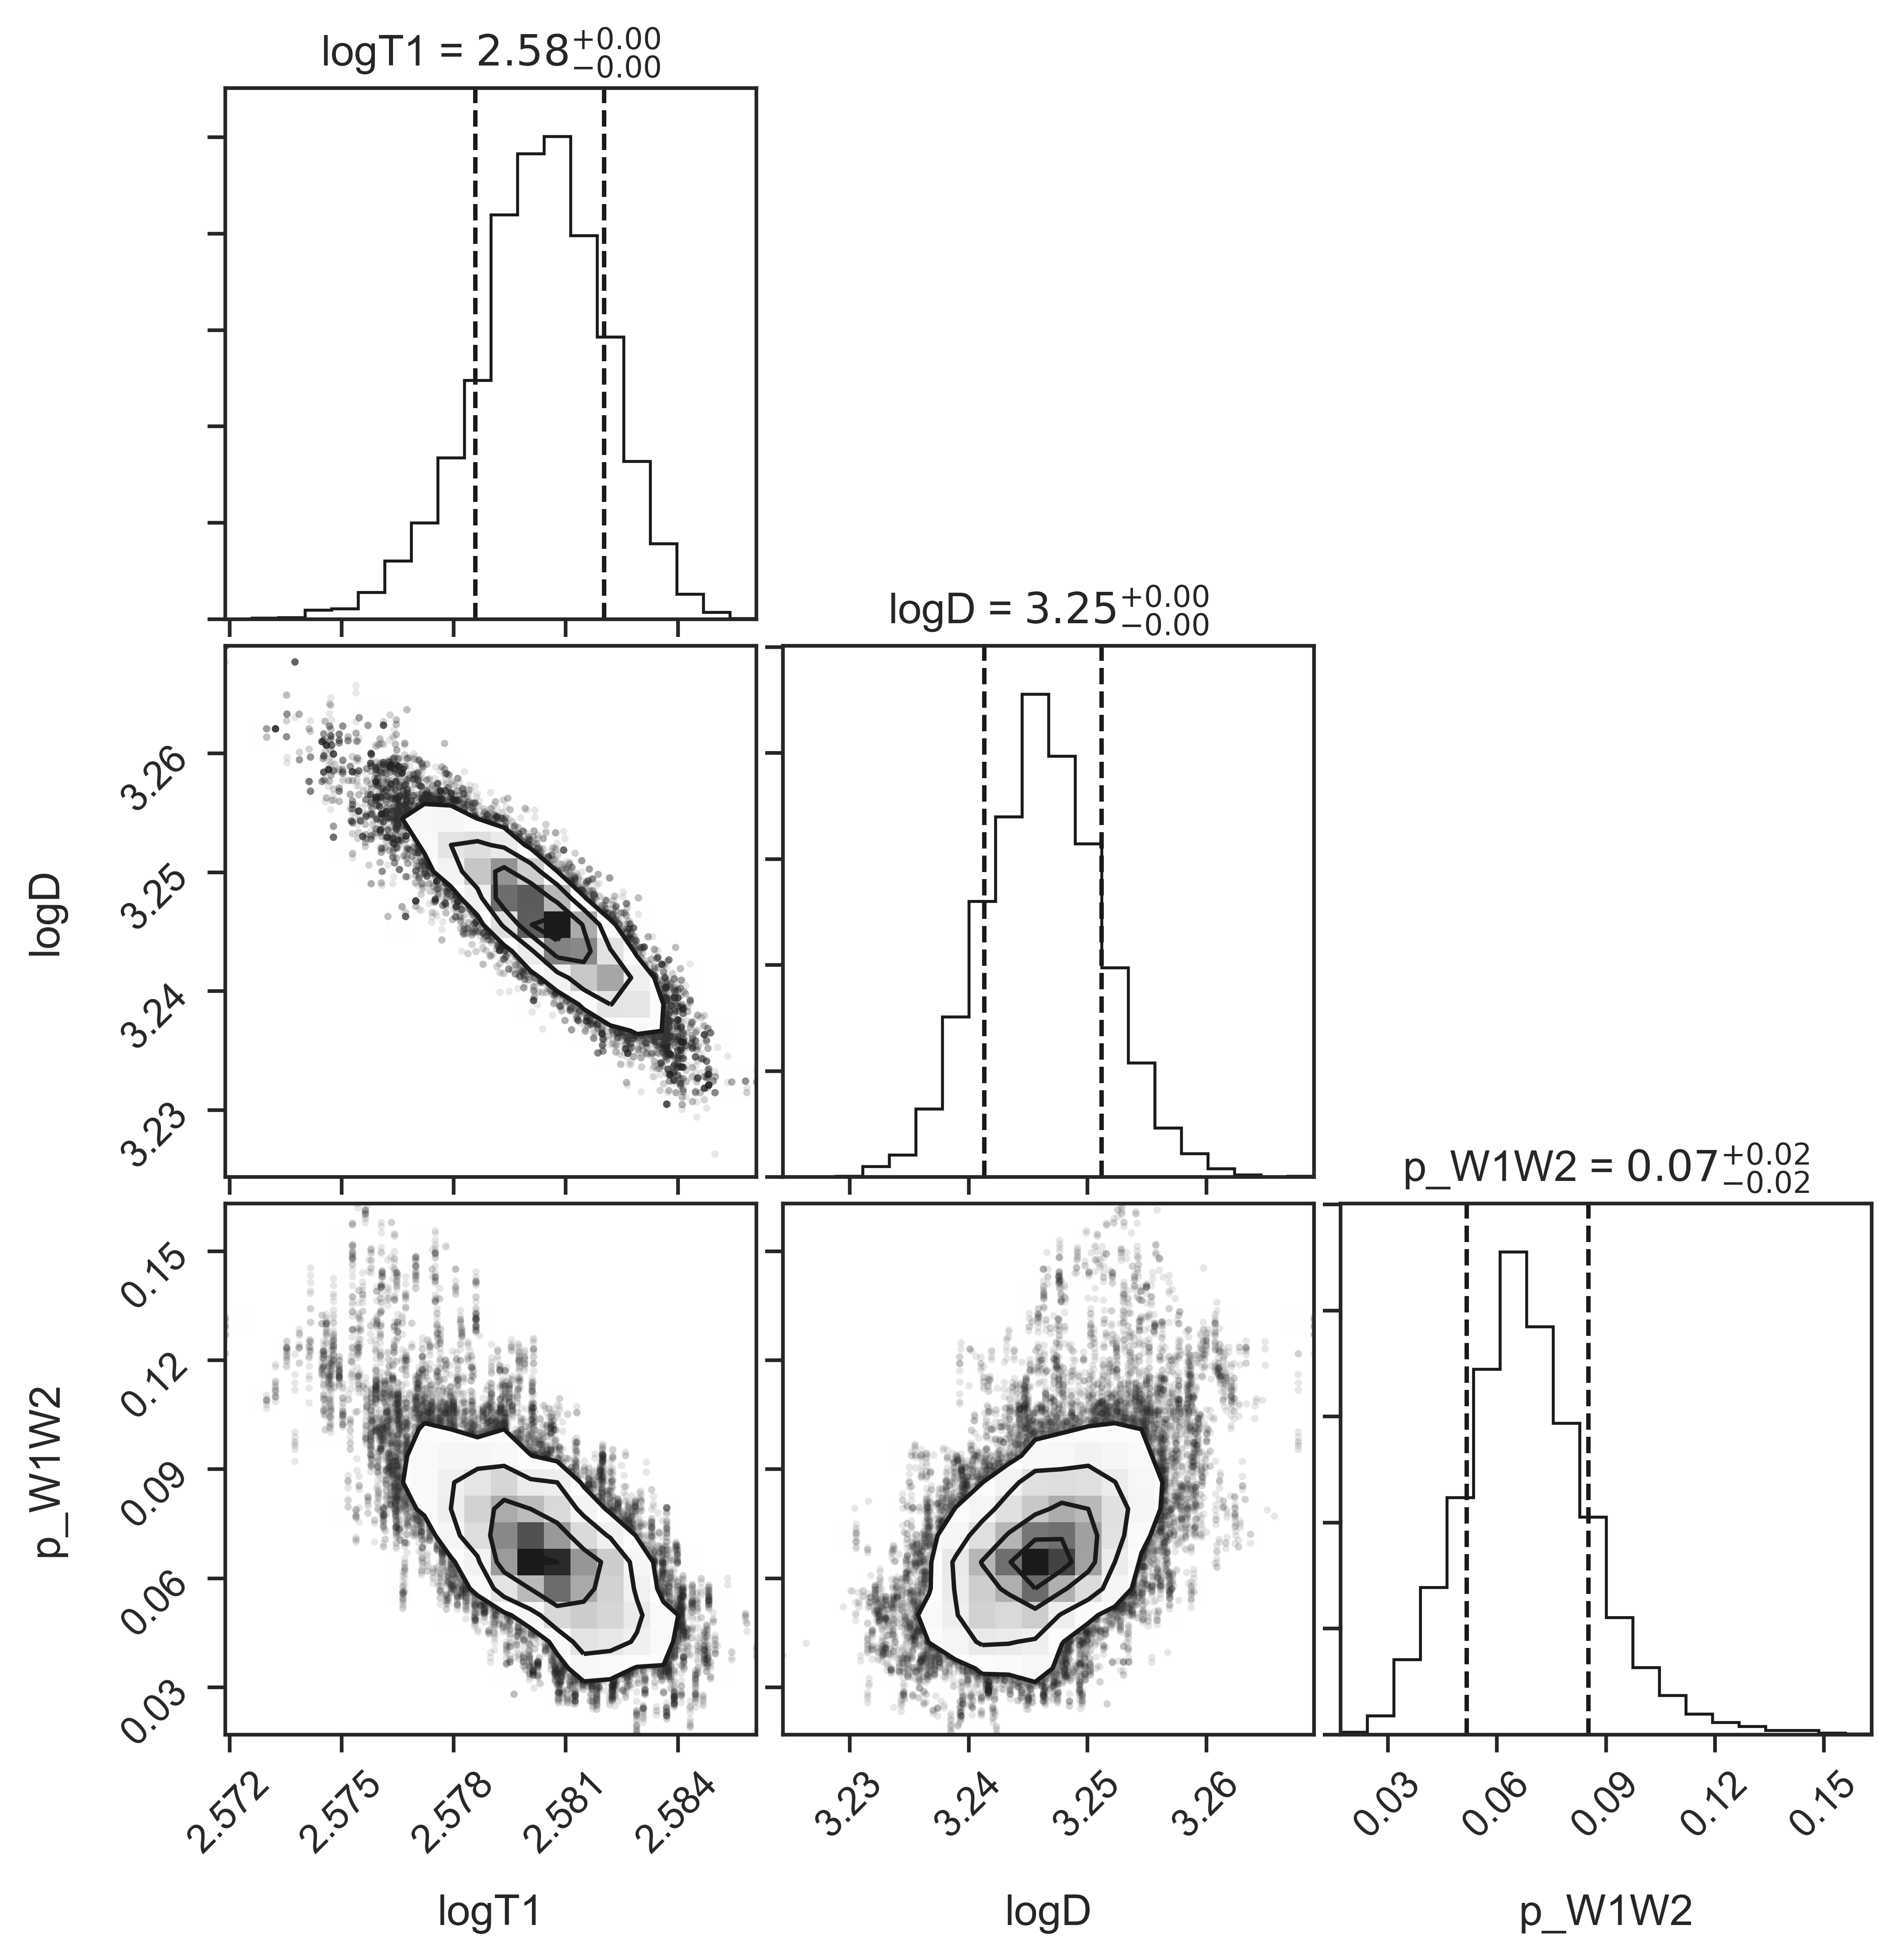 logT1 = 2.58+0.00
−0.00
logD = 3.25+0.00
−0.00
p_W1W2 = 0.07+0.02
−0.02
logD
3.26
3.25
3.24
3.23
p_W1W2
0.15
0.12
0.09
0.06
0.03
2.572 2.575 2.578 2.581 2.584
3.23 3.24 3.25 3.26
0.03 0.06 0.09 0.12 0.15
logT1
logD
p_W1W2